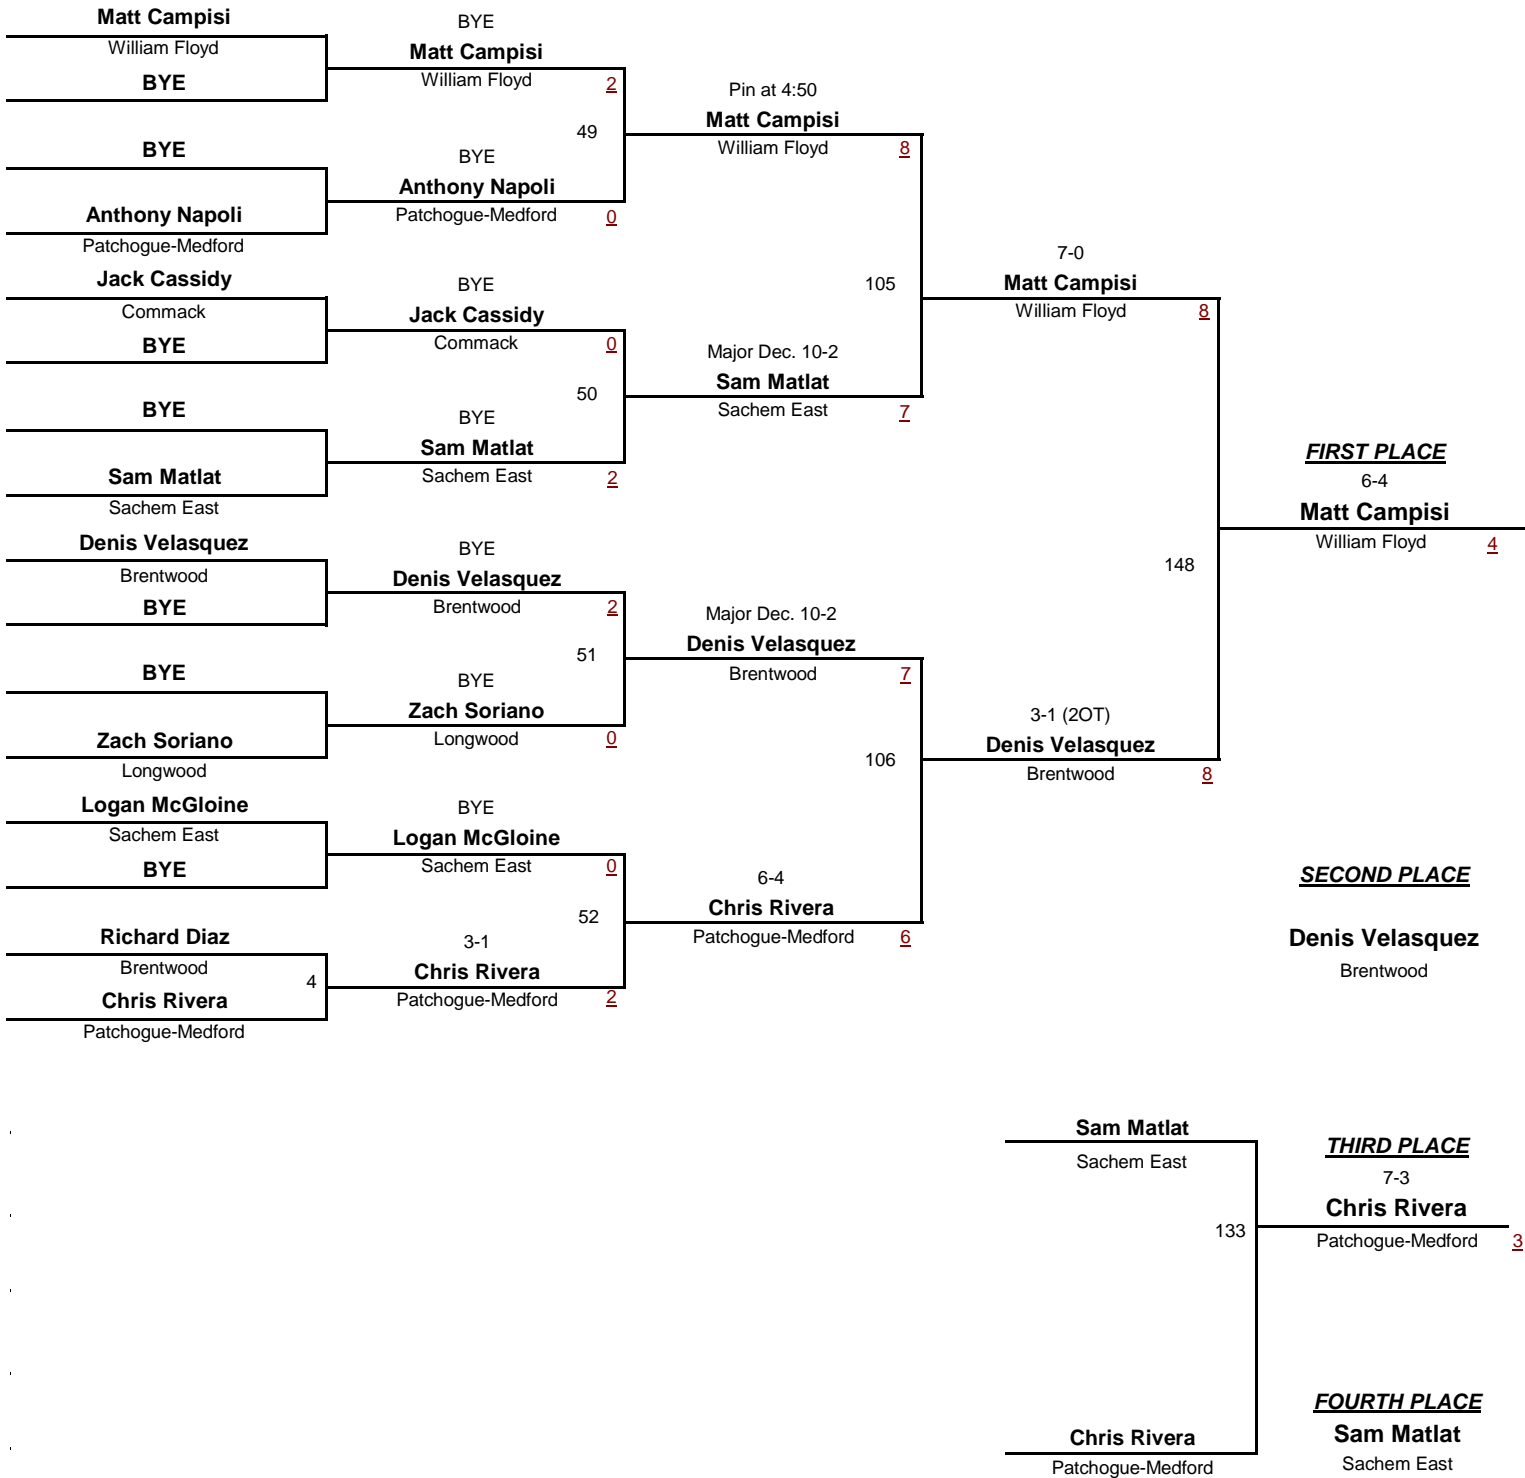 Matt Campisi
William Floyd
BYE
BYE
Anthony Napoli
Patchogue-Medford
Jack Cassidy
Commack
BYE
BYE
Sam Matlat
Sachem East
Denis Velasquez
Brentwood
BYE
BYE
Zach Soriano
Longwood
Logan McGloine
Sachem East
BYE
Richard Diaz
Brentwood
4
Chris Rivera
Patchogue-Medford
BYE
Matt Campisi
William Floyd
2
49
BYE
Anthony Napoli
Patchogue-Medford
0
BYE
Jack Cassidy
Commack
0
50
BYE
Sam Matlat
Sachem East
2
BYE
Denis Velasquez
Brentwood
2
51
BYE
Zach Soriano
Longwood
0
BYE
Logan McGloine
Sachem East
0
52
3-1
Chris Rivera
Patchogue-Medford
2
Pin at 4:50
Matt Campisi
William Floyd
8
105
Major Dec. 10-2
Sam Matlat
Sachem East
7
Major Dec. 10-2
Denis Velasquez
Brentwood
7
106
6-4
Chris Rivera
Patchogue-Medford
6
7-0
Matt Campisi
William Floyd
8
148
3-1 (2OT)
Denis Velasquez
Brentwood
8
FIRST PLACE
6-4
Matt Campisi
William Floyd
4
SECOND PLACE
Denis Velasquez
Brentwood
Sam Matlat
Sachem East
133
Chris Rivera
Patchogue-Medford
THIRD PLACE
7-3
Chris Rivera
Patchogue-Medford
3
FOURTH PLACE
Sam Matlat
Sachem East